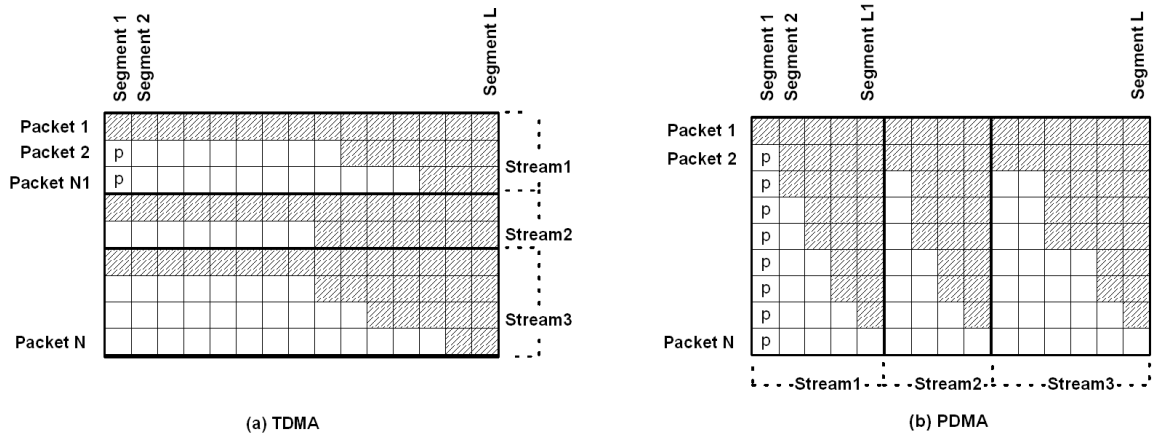 Segment 1
Segment 2
Segment L
Packet 1
Packet 2
p
Packet N1
p
Stream1
Stream2
Stream3
Packet N
(a) TDMA
Segment 1
Segment 2
Segment L1
Segment L
Packet 1
Packet 2
p
p
p
p
p
p
p
Packet N
p
Stream1
Stream2
Stream3
(b) PDMA